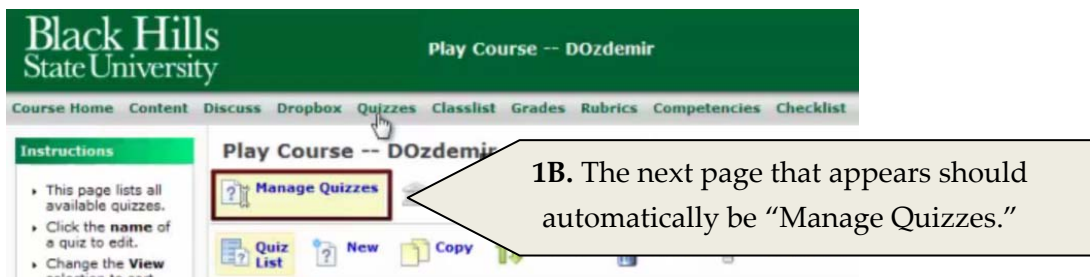 Black Hills
State University
Play Course -- DOzdemir
Course Home Content Discuss Dropbox Quizzes Classlist Grades Rubrics Competencies Checklist
Instructions
This page lists all
available quizzes.
Click the name of
a quiz to edit.
Change the View
Play Course -- DOzdemir
Manage Quizzes
Quiz List New Copy
1B. The next page that appears should
automatically be “Manage Quizzes.”